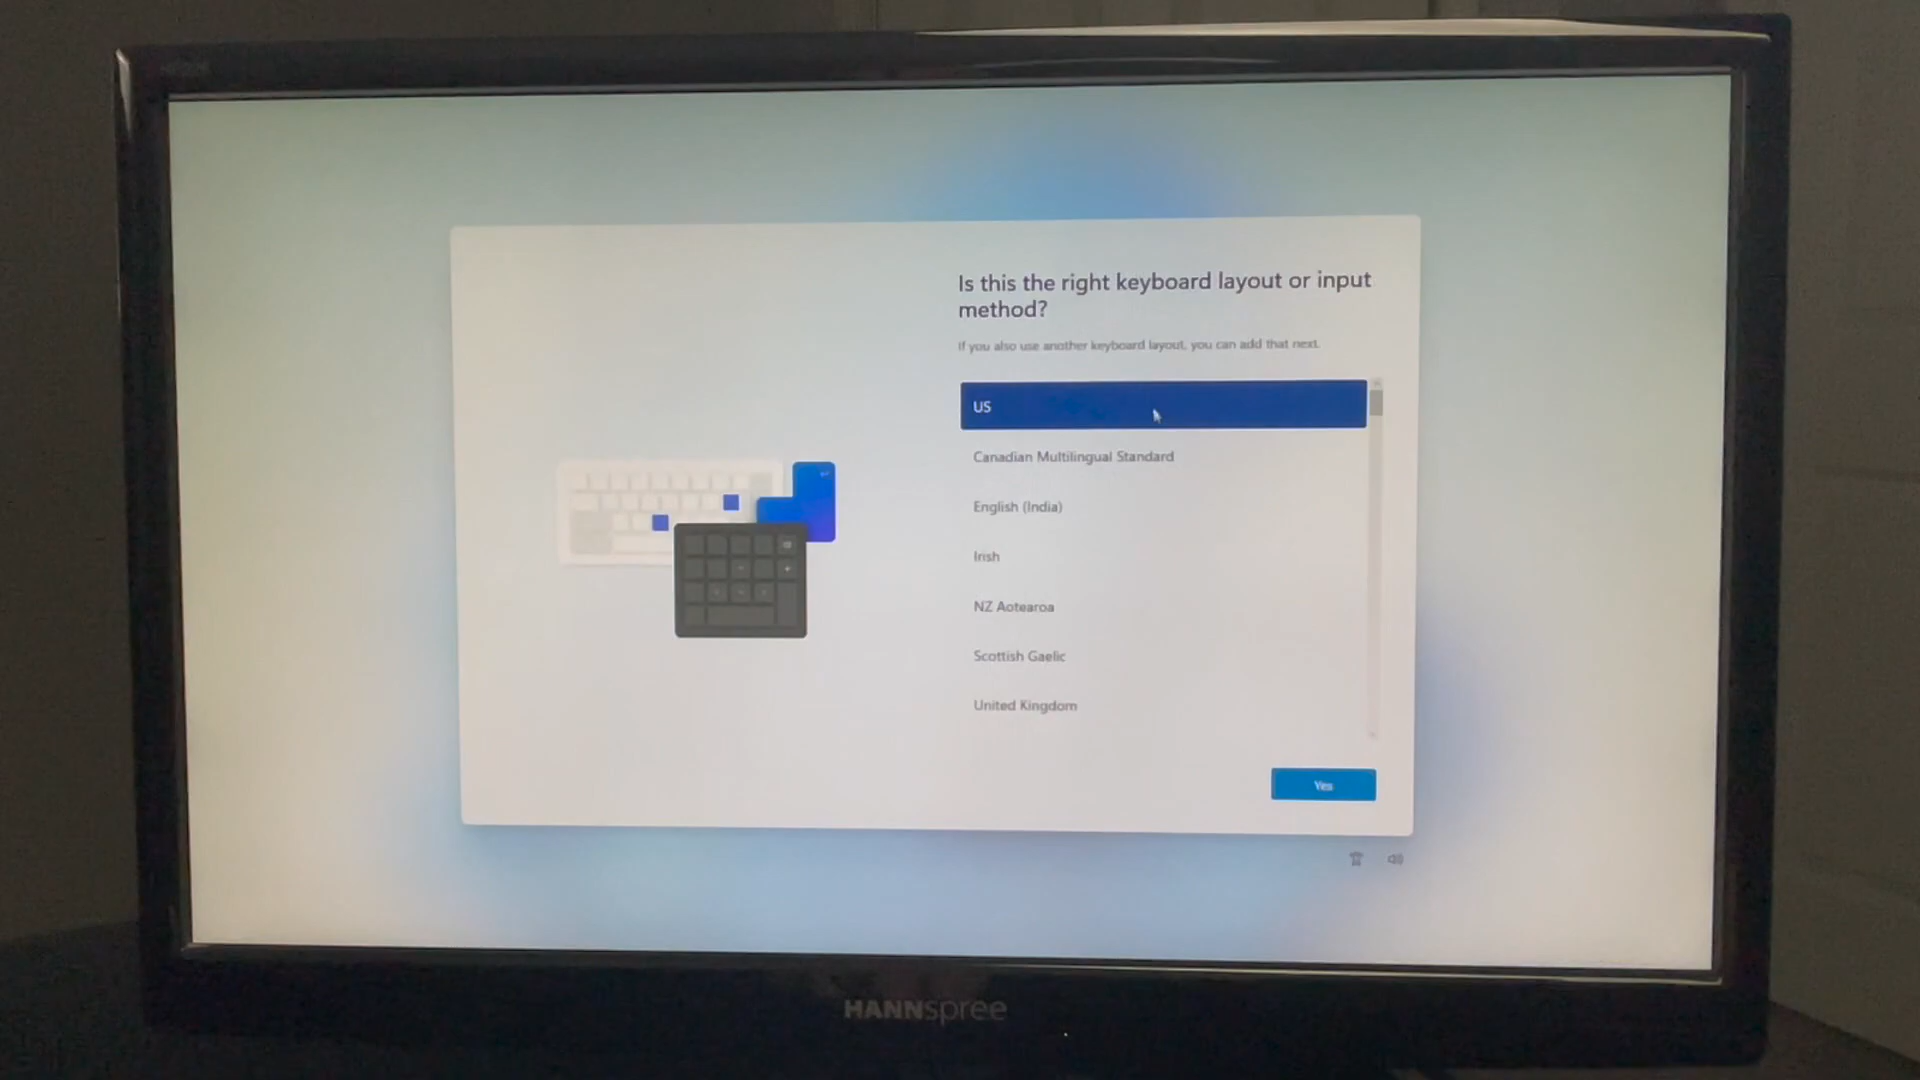 Is this the right keyboard layout or input
method?
If you also use another keyboard layout, you can add that next.
US
Canadian Multilingual Standard
English (India)
Irish
NZ Aotearoa
Scottish Gaelic
United Kingdom
Yes
HANNspree